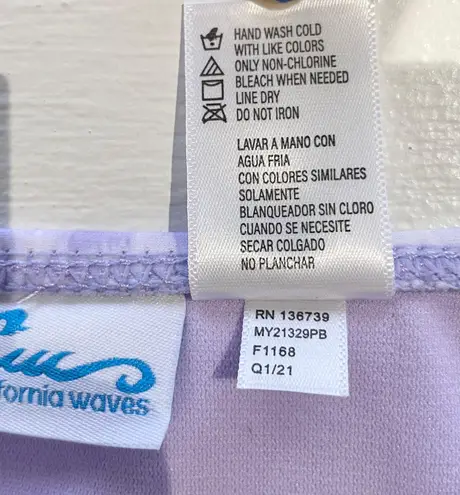 HAND WASH COLD
WITH LIKE COLORS
ONLY NON-CHLORINE
BLEACH WHEN NEEDED
LINE DRY
DO NOT IRON
LAVAR A MANO CON
AGUA FRIA
CON COLORES SIMILARES
SOLAMENTE
BLANQUEADOR SIN CLORO
CUANDO SE NECESITE
SECAR COLGADO
NO PLANCHAR
RN 136739
MY21329PB
F1168
Q1/21
fornia waves